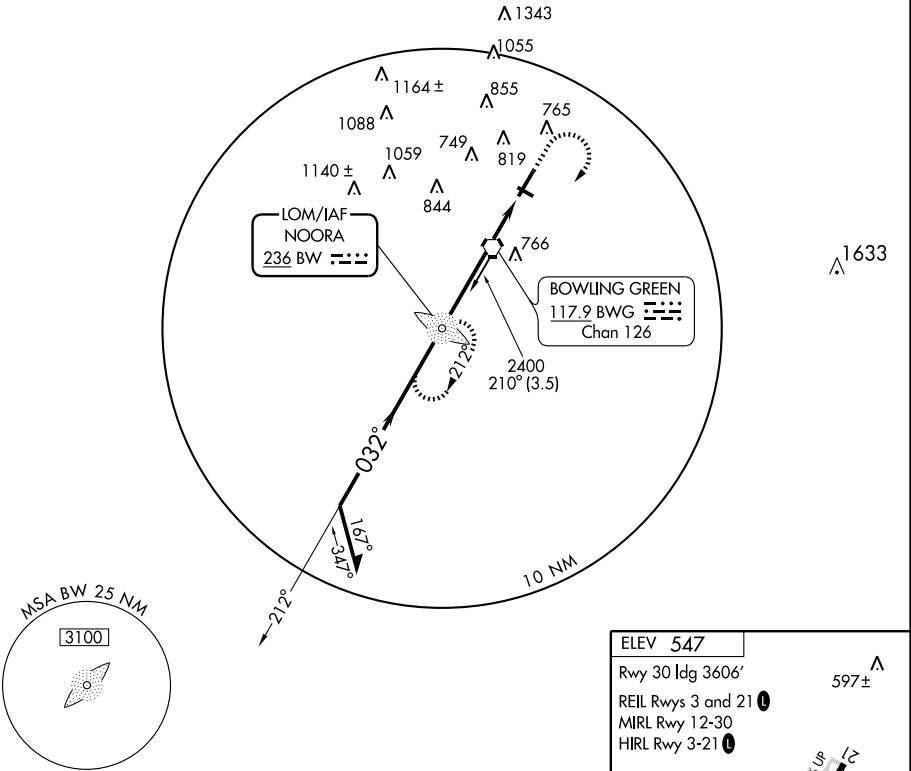 1343
1055
1164 ±
855
765
1088
749
819
1059
1140 ±
844
LOM/IAF
NOORA
236 BW
766
1633
BOWLING GREEN
117.9 BWG
Chan 126
2400
210° (3.5)
212°
032°
167°
347°
212°
10 NM
MSA BW 25 NM
3100
ELEV 547
Rwy 30 ldg 3606'
597 ±
REIL Rwys 3 and 21 L
MIRL Rwy 12-30
HIRL Rwy 3-21 L
UP
21